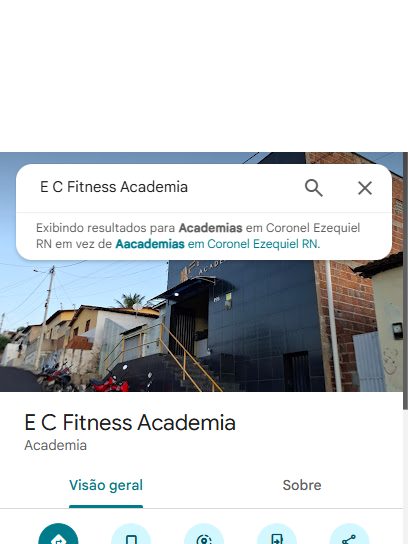 E C Fitness Academia
Exibindo resultados para Academias em Coronel Ezequiel
RN em vez de Aacademias em Coronel Ezequiel RN.
E C Fitness Academia
Academia
Visão geral
Sobre